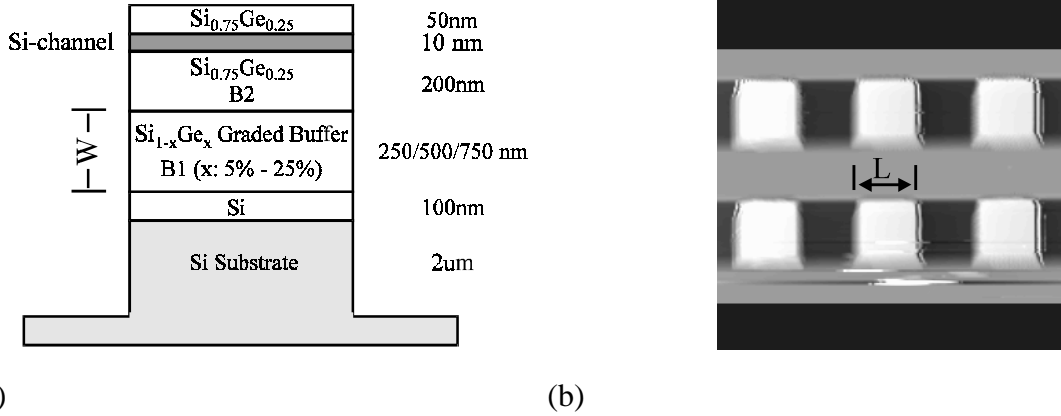 Si0.75Ge0.25 50nm
Si-channel 10 nm
Si0.75Ge0.25 200nm
B2
W
Si1-xGex Graded Buffer 250/500/750 nm
B1 (x: 5% - 25%)
Si 100nm
Si Substrate 2um
L
)
(b)